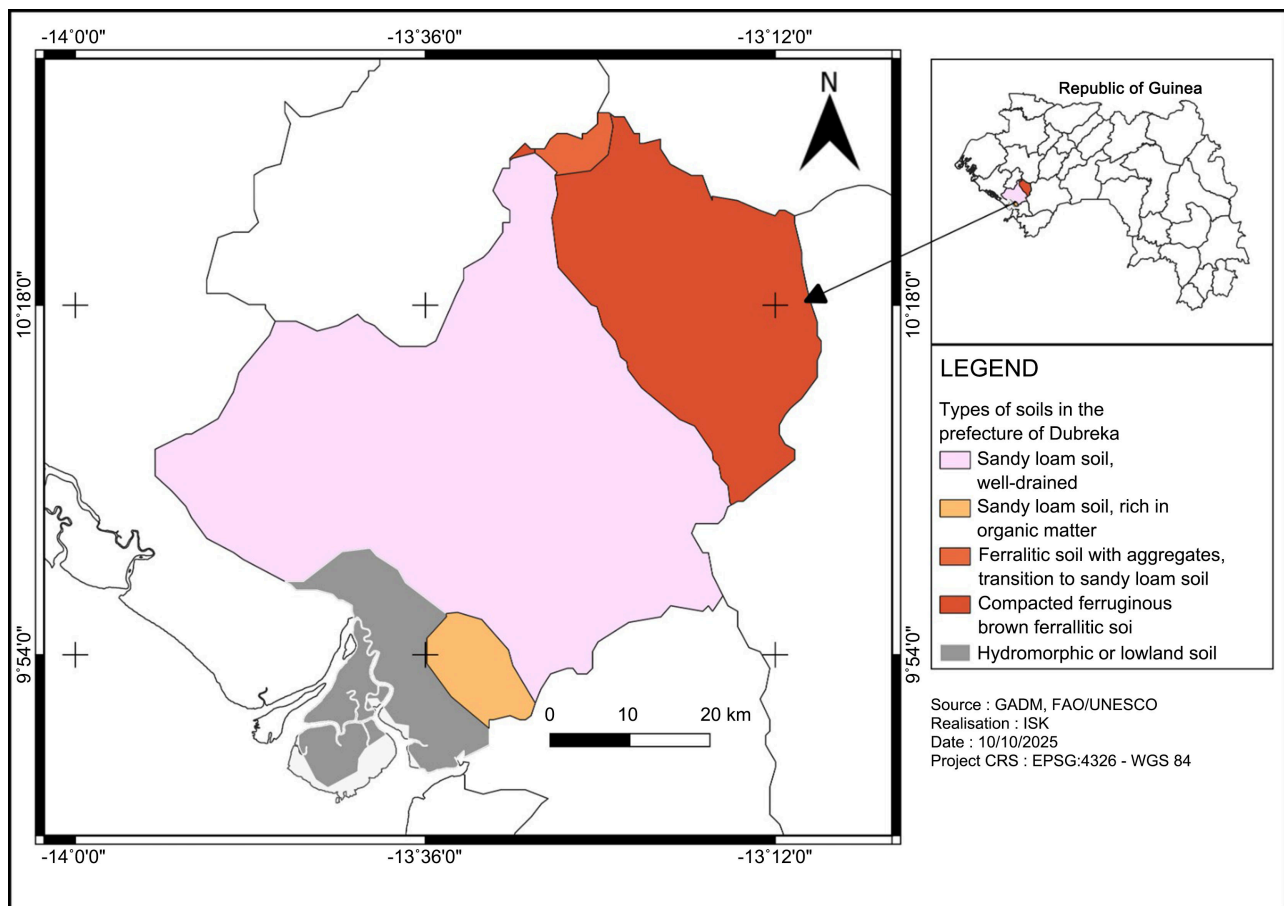 -14°0'0"
-13°36'0"
-13°12'0"
N
10°18'0"
10°18'0"
9°54'0"
9°54'0"
0 10 20 km
-14°0'0"
-13°36'0"
-13°12'0"
Republic of Guinea
LEGEND
Types of soils in the
prefecture of Dubreka
Sandy loam soil,
well-drained
Sandy loam soil, rich in
organic matter
Ferralitic soil with aggregates,
transition to sandy loam soil
Compacted ferruginous
brown ferrallitic soi
Hydromorphic or lowland soil
Source : GADM, FAO/UNESCO
Realisation : ISK
Date : 10/10/2025
Project CRS : EPSG:4326 - WGS 84